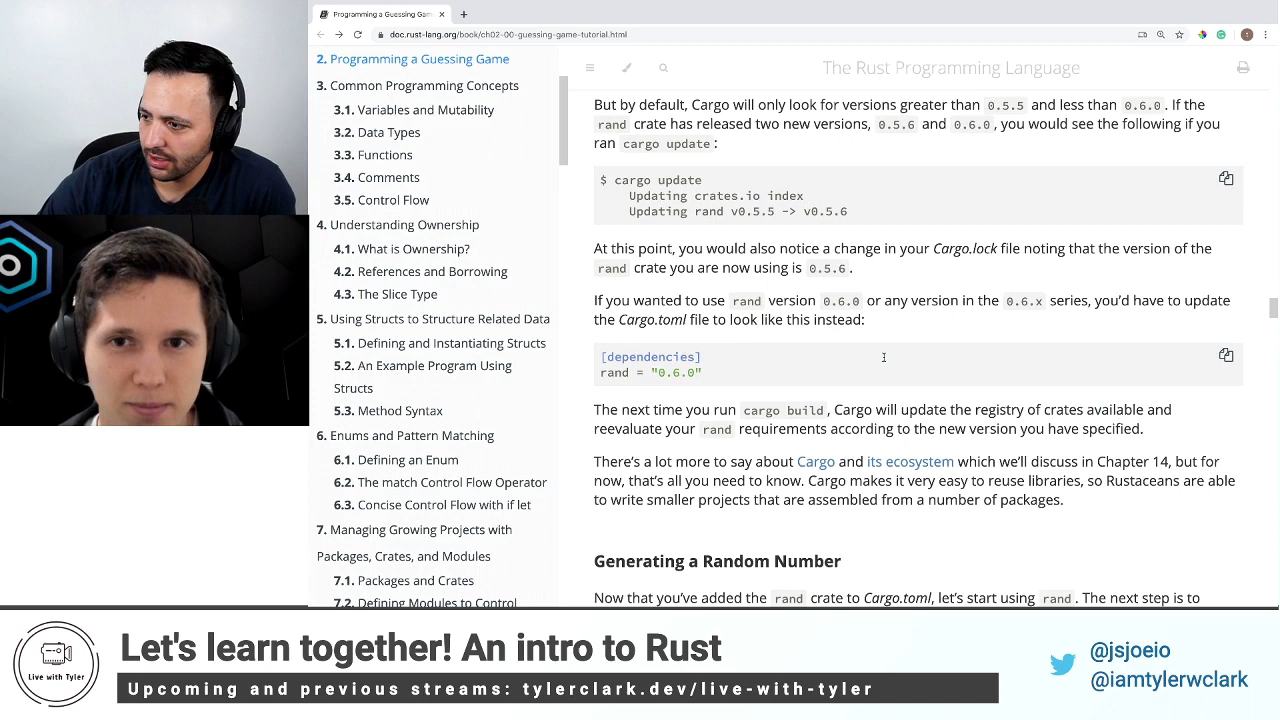 Programming a Guessing Gam
doc.rust-lang.org/book/ch02-00-guessing-game-tutorial.html
2. Programming a Guessing Game
3. Common Programming Concepts
3.1. Variables and Mutability
3.2. Data Types
3.3. Functions
3.4. Comments
3.5. Control Flow
4. Understanding Ownership
4.1. What is Ownership?
4.2. References and Borrowing
4.3. The Slice Type
5. Using Structs to Structure Related Data
5.1. Defining and Instantiating Structs
5.2. An Example Program Using
Structs
5.3. Method Syntax
6. Enums and Pattern Matching
6.1. Defining an Enum
6.2. The match Control Flow Operator
6.3. Concise Control Flow with if let
7. Managing Growing Projects with
Packages, Crates, and Modules
7.1. Packages and Crates
7.2. Defining Modules to Control
The Rust Programming Language
But by default, Cargo will only look for versions greater than 0.5.5 and less than 0.6.0. If the
rand crate has released two new versions, 0.5.6 and 0.6.0, you would see the following if you
ran cargo update:
$ cargo update
Updating crates.io index
Updating rand v0.5.5 -> v0.5.6
At this point, you would also notice a change in your Cargo.lock file noting that the version of the
rand crate you are now using is 0.5.6.
If you wanted to use rand version 0.6.0 or any version in the 0.6.x series, you’d have to update
the Cargo.toml file to look like this instead:
[dependencies]
rand = "0.6.0"
The next time you run cargo build, Cargo will update the registry of crates available and
reevaluate your rand requirements according to the new version you have specified.
There’s a lot more to say about Cargo and its ecosystem which we’ll discuss in Chapter 14, but for
now, that’s all you need to know. Cargo makes it very easy to reuse libraries, so Rustaceans are able
to write smaller projects that are assembled from a number of packages.
Generating a Random Number
Now that you’ve added the rand crate to Cargo.toml, let’s start using rand. The next step is to
Live with Tyler
Let's learn together! An intro to Rust
Upcoming and previous streams: tylerclark.dev/live-with-tyler
@jsjoeio
@iamtylerwclark